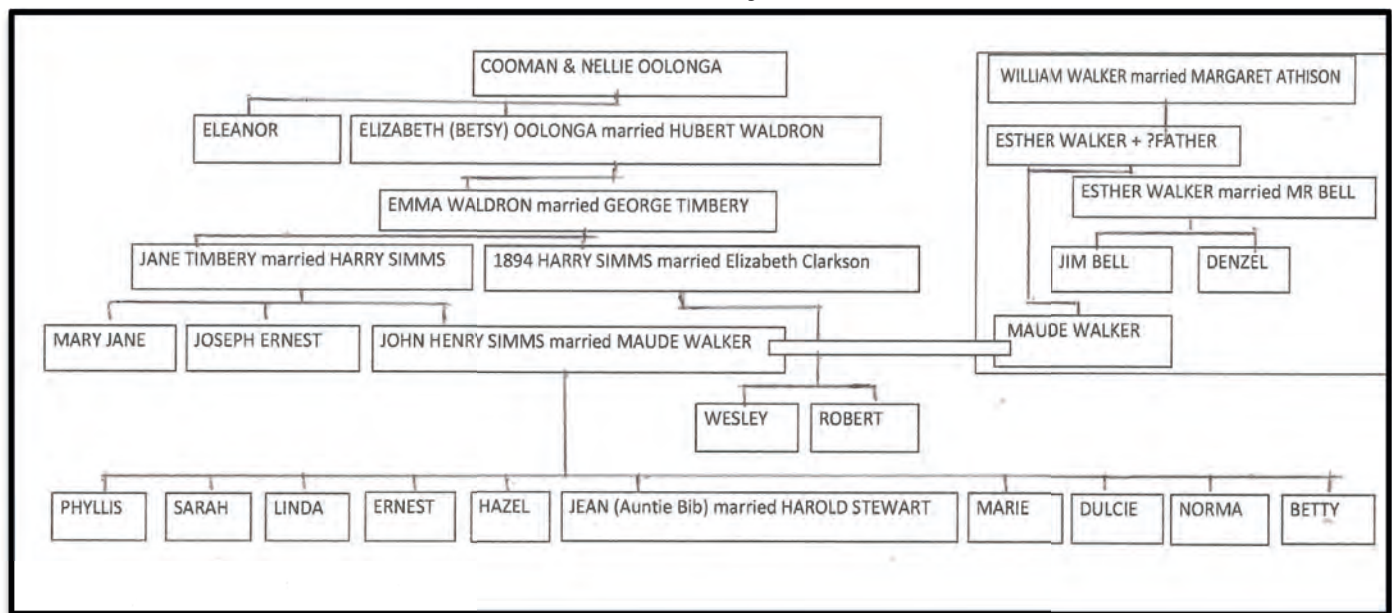 COOMAN & NELLIE OOLONGA
WILLIAM WALKER married MARGARET ATHISON
ELEANOR
ELIZABETH (BETSY) OOLONGA married HUBERT WALDRON
ESTHER WALKER + ?FATHER
ESTHER WALKER married MR BELL
EMMA WALDRON married GEORGE TIMBERY
JANE TIMBERY married HARRY SIMMS
1894 HARRY SIMMS married Elizabeth Clarkson
JIM BELL
DENZEL
MARY JANE
JOSEPH ERNEST
JOHN HENRY SIMMS married MAUDE WALKER
MAUDE WALKER
WESLEY
ROBERT
PHYLLIS
SARAH
LINDA
ERNEST
HAZEL
JEAN (Auntie Bib) married HAROLD STEWART
MARIE
DULCIE
NORMA
BETTY